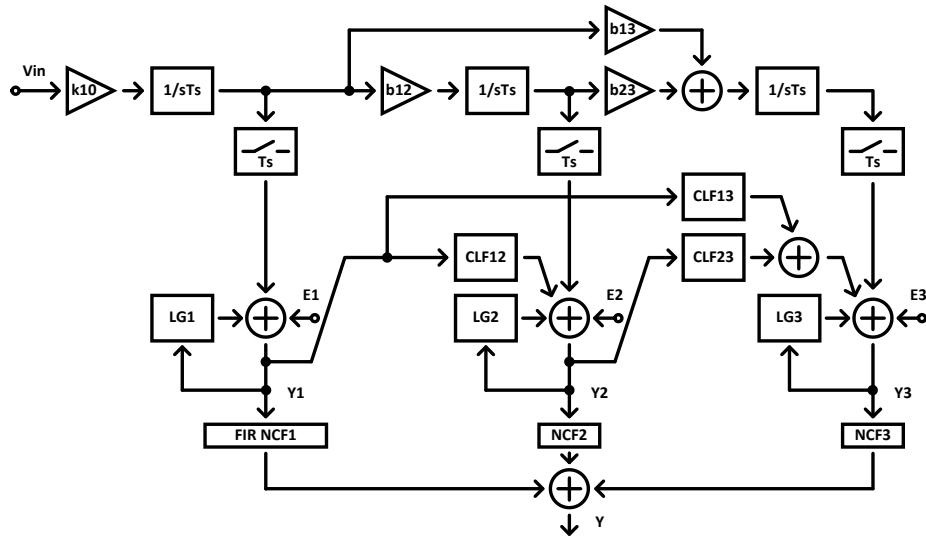 b13
Vin
k10
1/sTs
b12
1/sTs
b23
1/sTs
Ts
Ts
Ts
CLF13
CLF12
CLF23
E1
E2
E3
LG1
LG2
LG3
Y1
Y2
Y3
FIR NCF1
NCF2
NCF3
Y